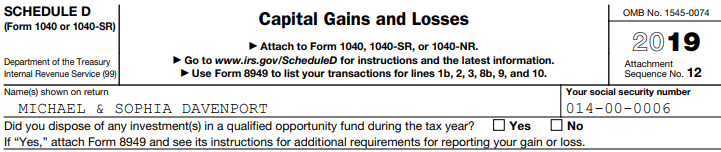 SCHEDULE D
(Form 1040 or 1040-SR)
Department of the Treasury
Internal Revenue Service (99)
Capital Gains and Losses
▶ Attach to Form 1040, 1040-SR, or 1040-NR.
▶ Go to www.irs.gov/ScheduleD for instructions and the latest information.
▶ Use Form 8949 to list your transactions for lines 1b, 2, 3, 8b, 9, and 10.
OMB No. 1545-0074
2019
Attachment
Sequence No. 12
Name(s) shown on return
MICHAEL & SOPHIA DAVENPORT
Your social security number
014-00-0006
Did you dispose of any investment(s) in a qualified opportunity fund during the tax year? Yes No
If “Yes,” attach Form 8949 and see its instructions for additional requirements for reporting your gain or loss.